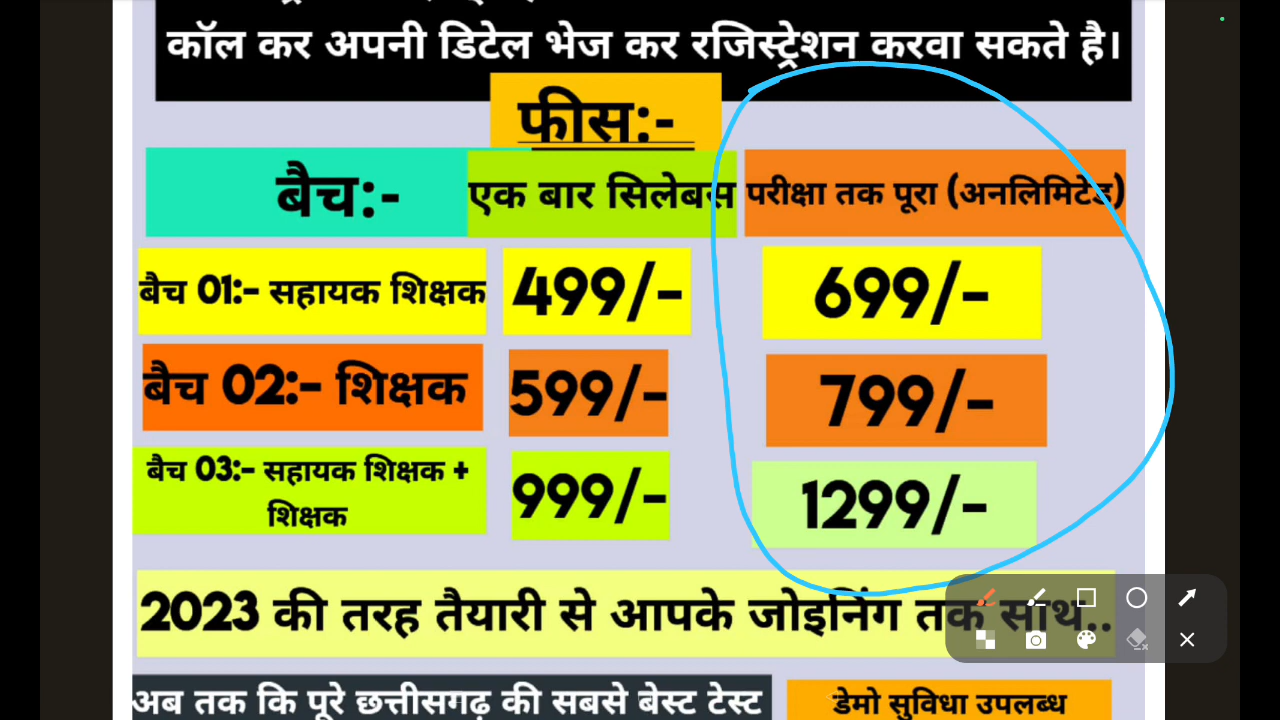 कॉल कर अपनी डिटेल भेज कर रजिस्ट्रेशन करवा सकते है।
फीस:-
बैच:- एक बार सिलेबस परीक्षा तक पूरा (अनलिमिटेड)
बैच 01:- सहायक शिक्षक 499/- 699/-
बैच 02:- शिक्षक 599/- 799/-
बैच 03:- सहायक शिक्षक +
शिक्षक 999/- 1299/-
2023 की तरह तैयारी से आपके जोइनिंग तक साथ..
अब तक कि पूरे छत्तीसगढ़ की सबसे बेस्ट टेस्ट
डेमो सुविधा उपलब्ध